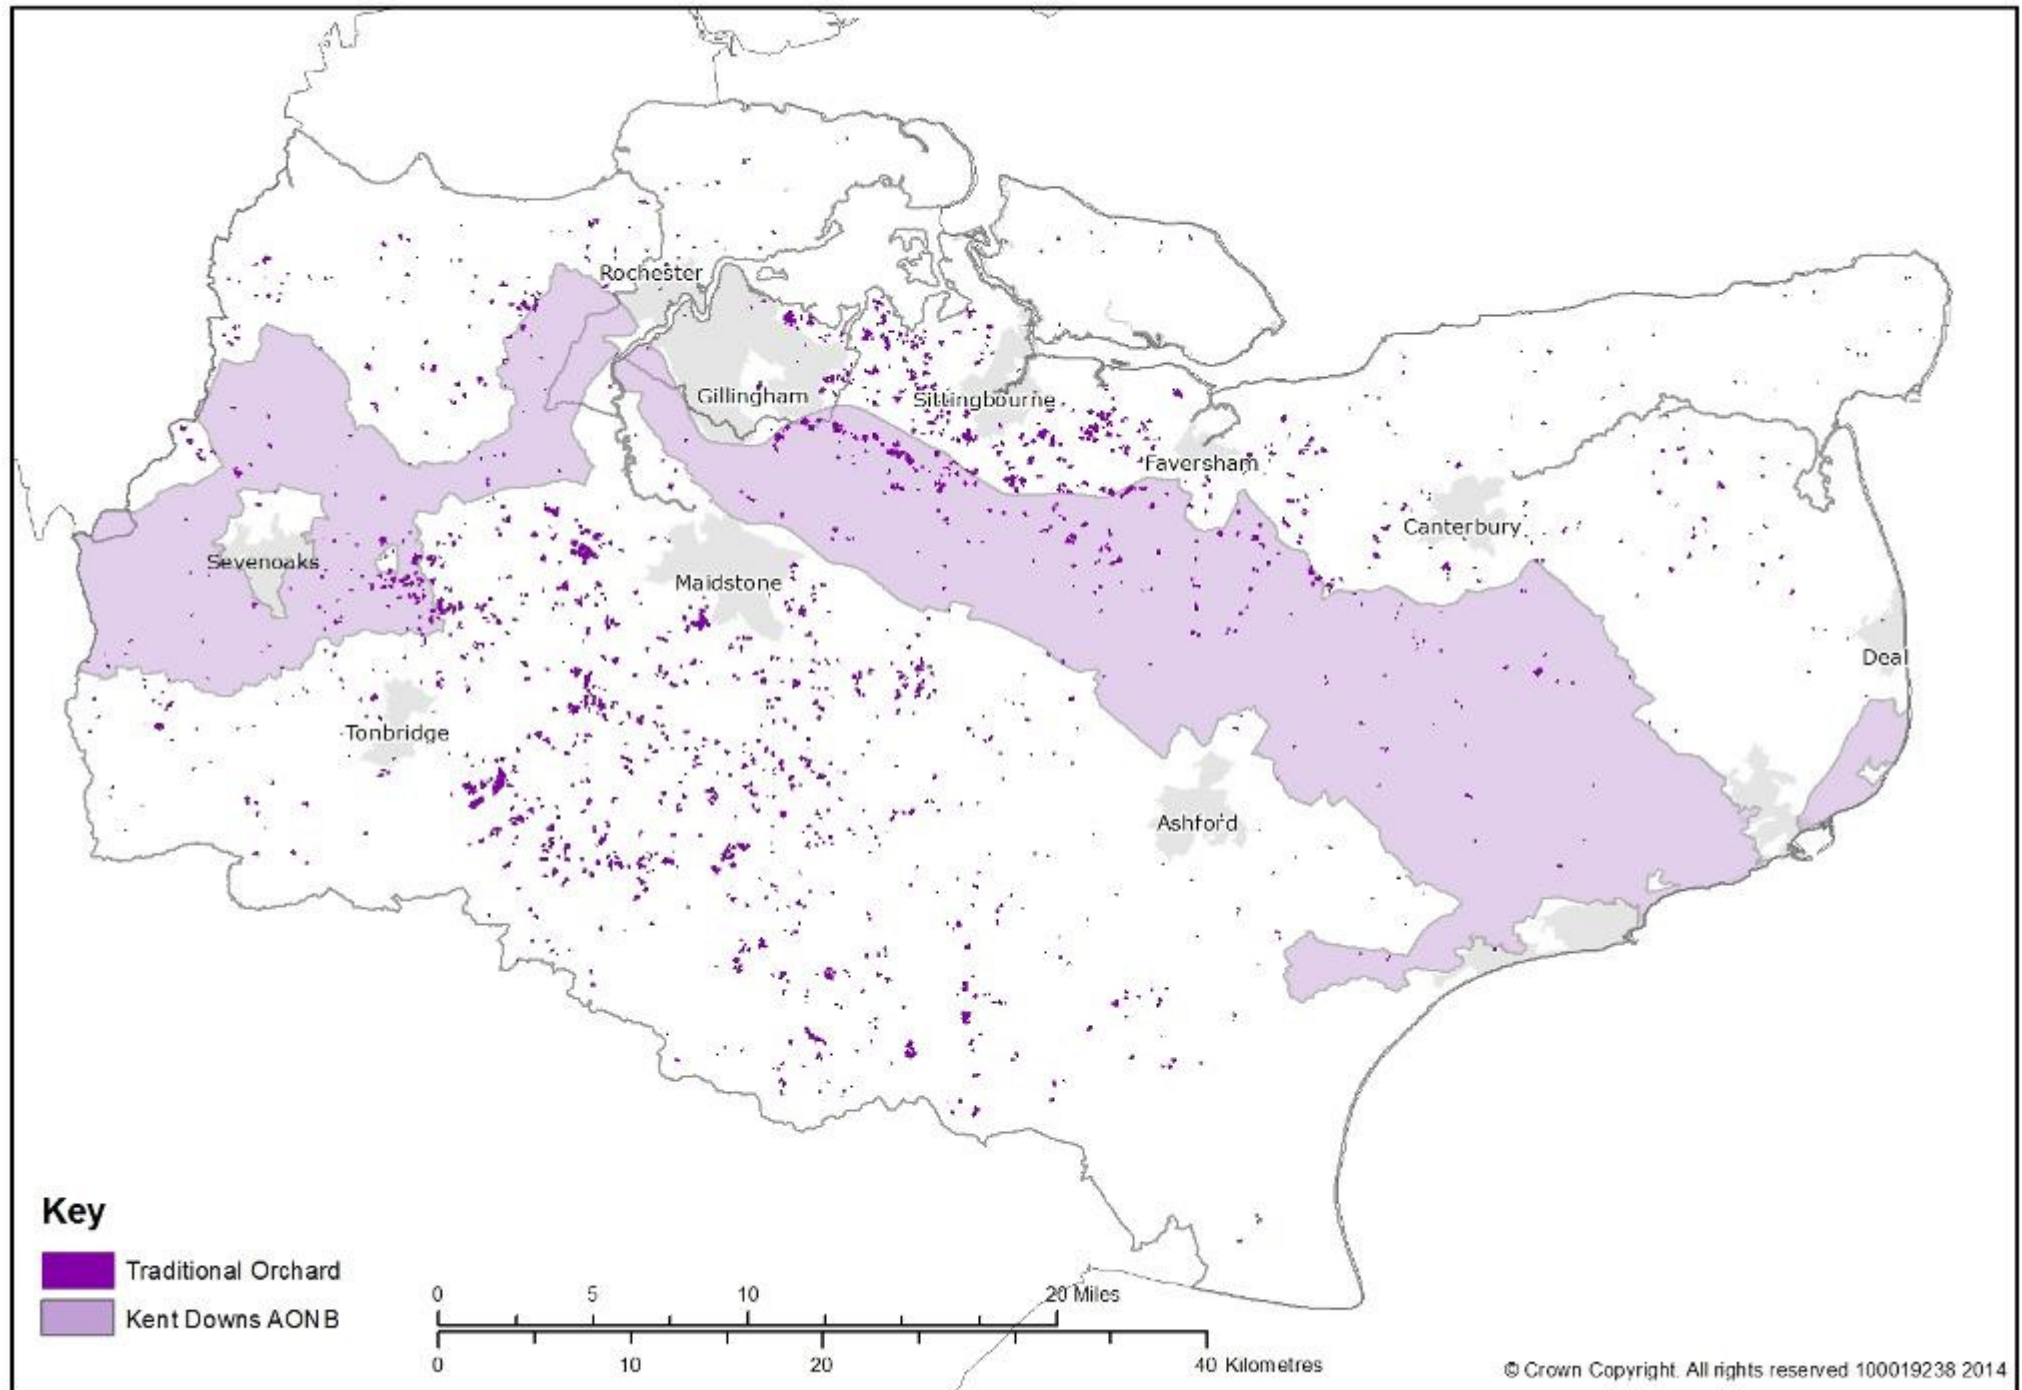 Rochester
Gillingham
Sittingbourne
Faversham
Canterbury
Sevenoaks
Maidstone
Deal
Tonbridge
Ashford
Key
Traditional Orchard
Kent Downs AONB
0 5 10 20 Miles
0 10 20 40 Kilometres
© Crown Copyright. All rights reserved 100019238 2014